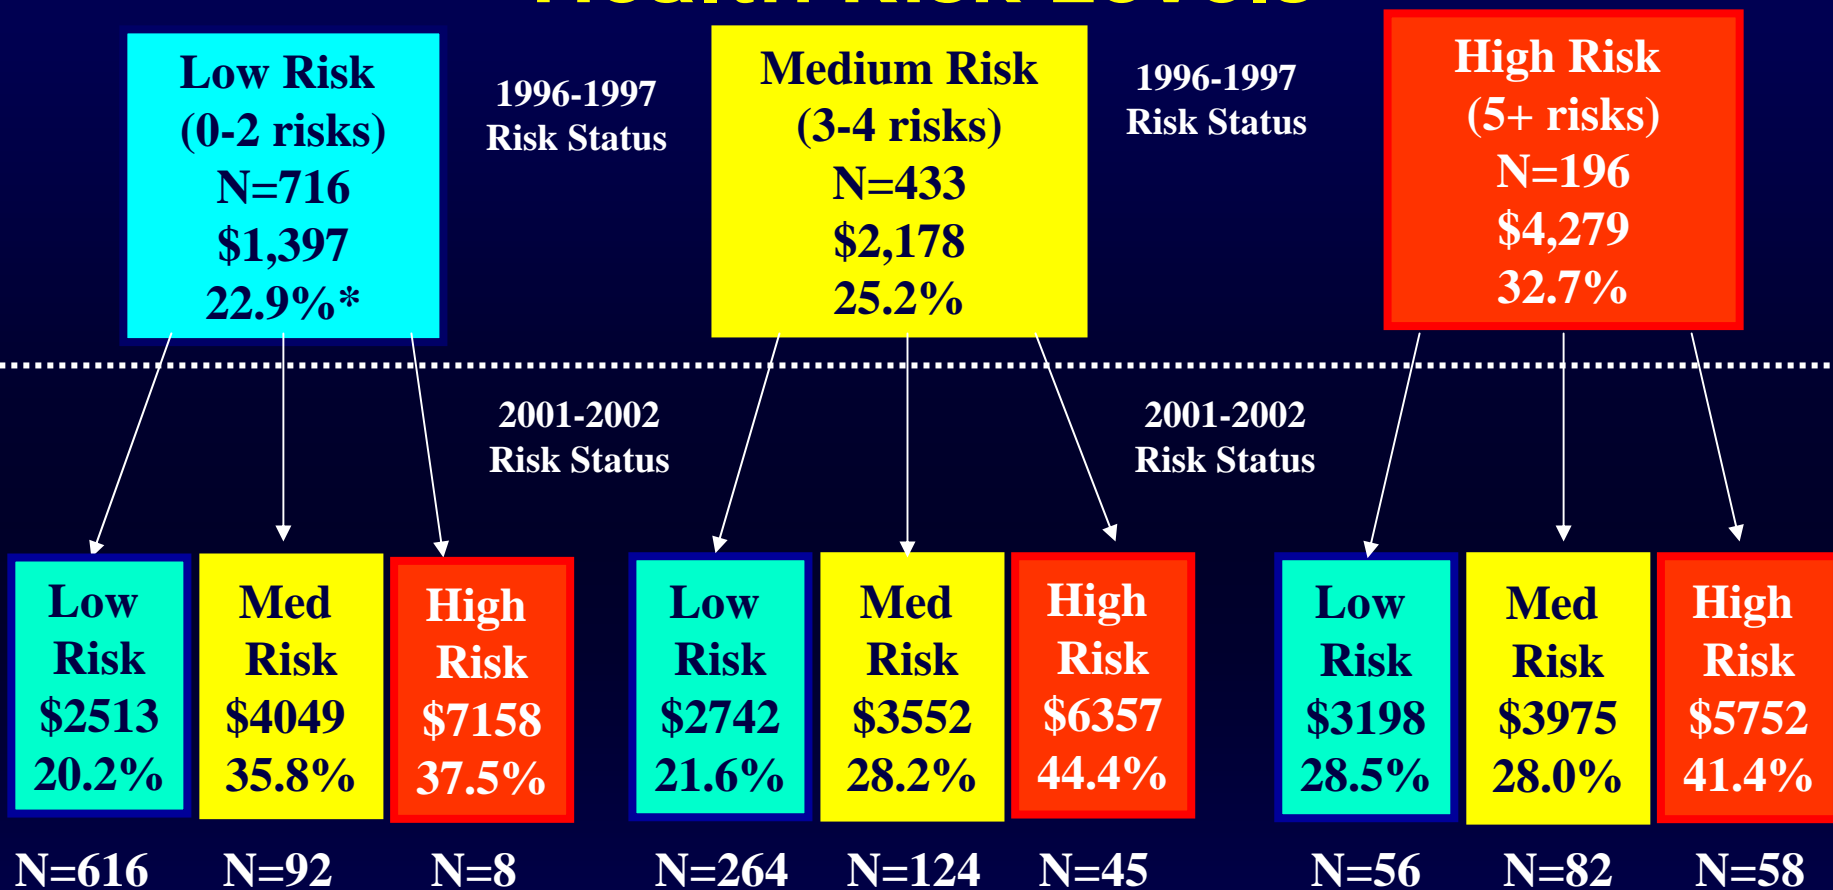 Health Risk Levels
Low Risk
(0-2 risks)
N=716
$1,397
22.9%*
1996-1997
Risk Status
Medium Risk
(3-4 risks)
N=433
$2,178
25.2%
1996-1997
Risk Status
High Risk
(5+ risks)
N=196
$4,279
32.7%
2001-2002
Risk Status
2001-2002
Risk Status
Low
Risk
$2513
20.2%
N=616
Med
Risk
$4049
35.8%
N=92
High
Risk
$7158
37.5%
N=8
Low
Risk
$2742
21.6%
N=264
Med
Risk
$3552
28.2%
N=124
High
Risk
$6357
44.4%
N=45
Low
Risk
$3198
28.5%
N=56
Med
Risk
$3975
28.0%
N=82
High
Risk
$5752
41.4%
N=58